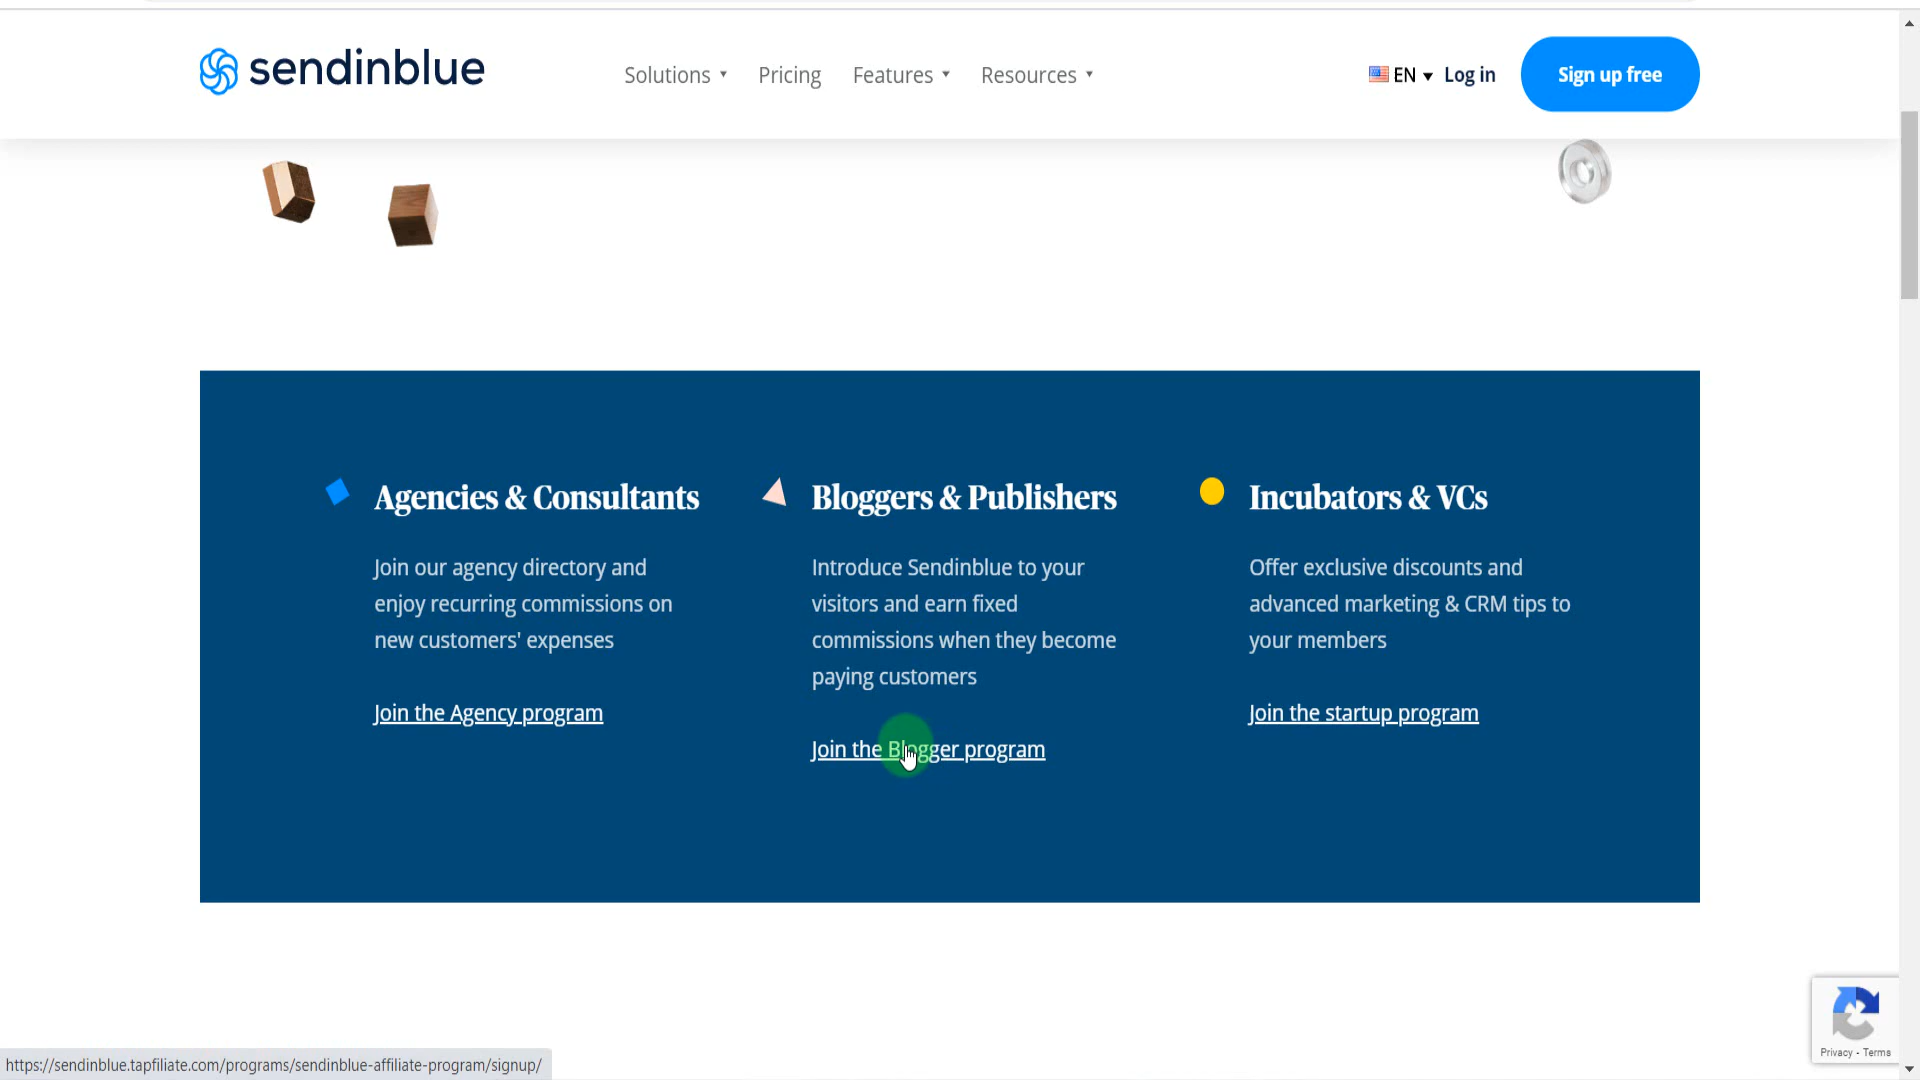 sendinblue
Solutions
Pricing
Features
Resources
EN
Log in
Sign up free
Agencies & Consultants
Join our agency directory and
enjoy recurring commissions on
new customers' expenses
Join the Agency program
Bloggers & Publishers
Introduce Sendinblue to your
visitors and earn fixed
commissions when they become
paying customers
Join the Blogger program
Incubators & VCs
Offer exclusive discounts and
advanced marketing & CRM tips to
your members
Join the startup program
Privacy - Terms
https://sendinblue.tapfiliate.com/programs/sendinblue-affiliate-program/signup/